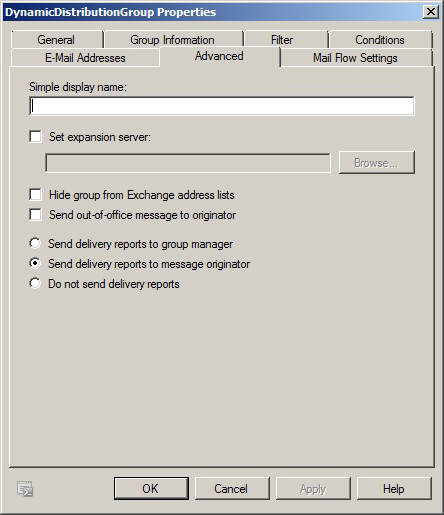 DynamicDistributionGroup Properties
General Group Information Filter Conditions
E-Mail Addresses Advanced Mail Flow Settings
Simple display name:
Set expansion server:
Browse...
Hide group from Exchange address lists
Send out-of-office message to originator
Send delivery reports to group manager
Send delivery reports to message originator
Do not send delivery reports
OK Cancel Apply Help